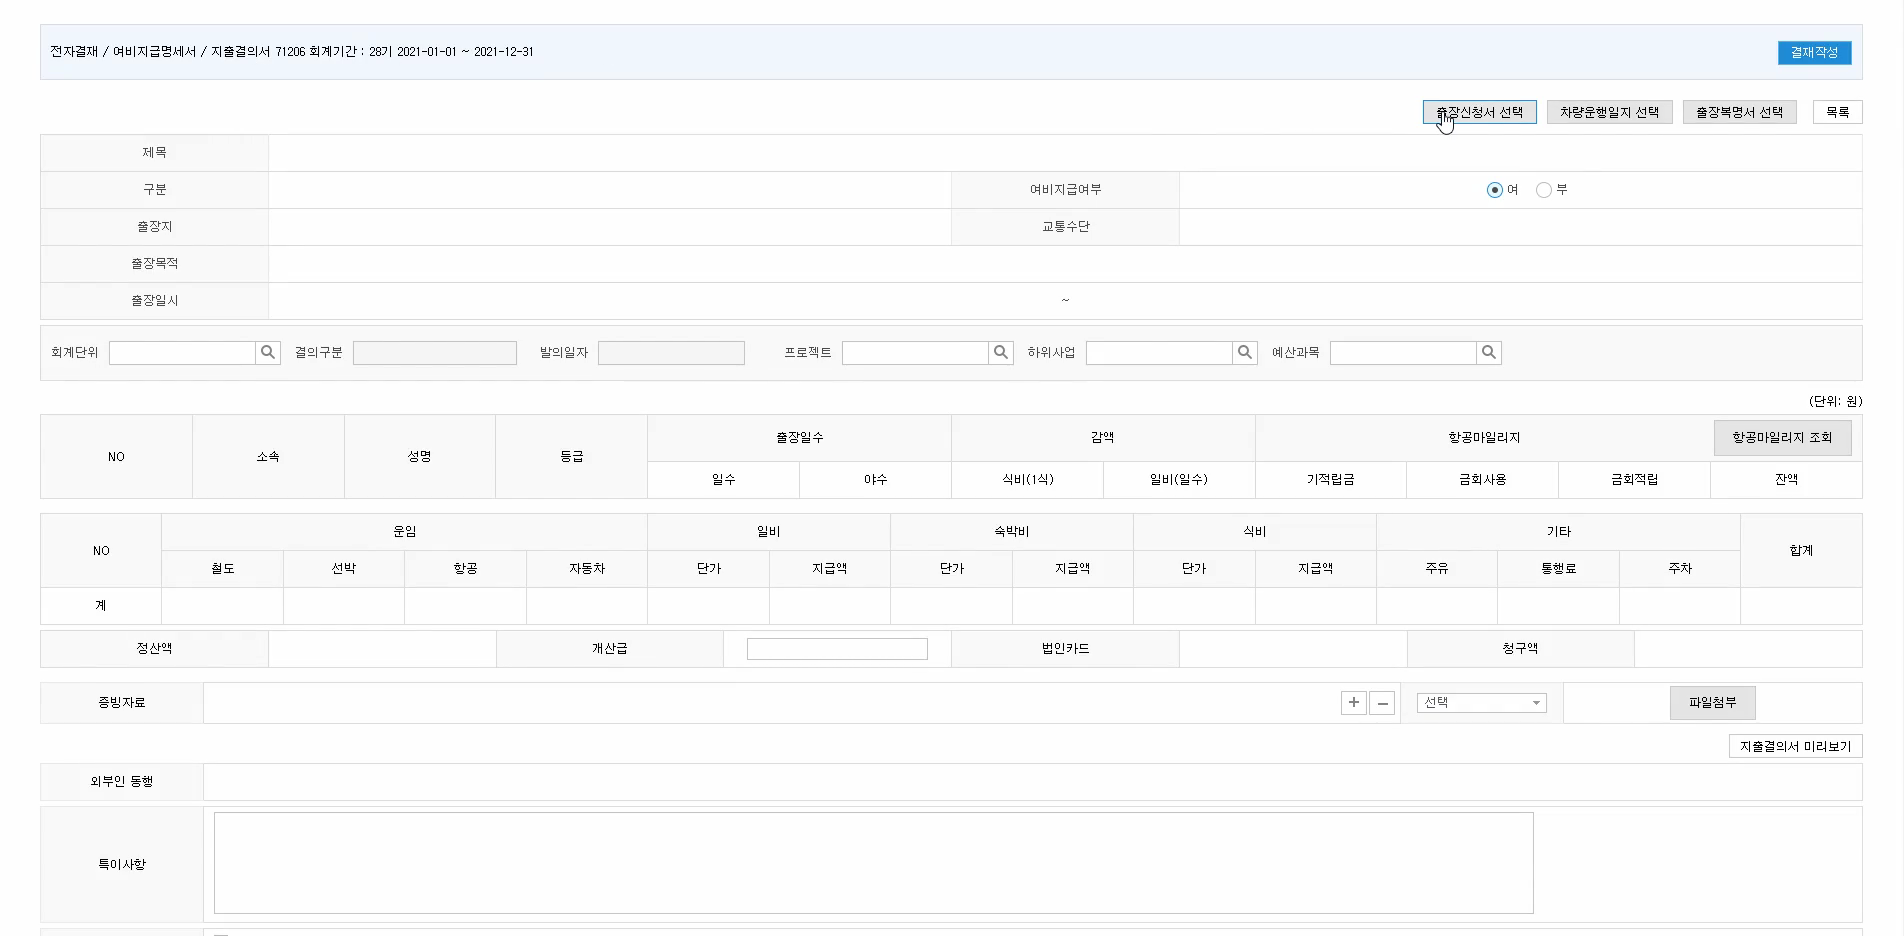 전자결재 / 여비지급명세서 / 지출결의서 71206 회계기간 : 28기 2021-01-01 ~ 2021-12-31
결재작성
출장신청서 선택 차량운행일지 선택 출장복명서 선택 목록
제목
구분 여비지급여부 여 부
출장지 교통수단
출장목적
출장일시 ~
회계단위 결의구분 발의일자 프로젝트 하위사업 예산과목
(단위: 원)
NO 소속 성명 등급 출장일수 감액 항공마일리지 항공마일리지 조회
일수 야수 식비(1식) 일비(일수) 기적립금 금회사용 금회적립 잔액
NO 운임 일비 숙박비 식비 기타 합계
철도 선박 항공 자동차 단가 지급액 단가 지급액 단가 지급액 주유 통행료 주차
계
정산액 개산급 법인카드 청구액
증빙자료 + − 선택 파일첨부
지출결의서 미리보기
외부인 동행
특이사항